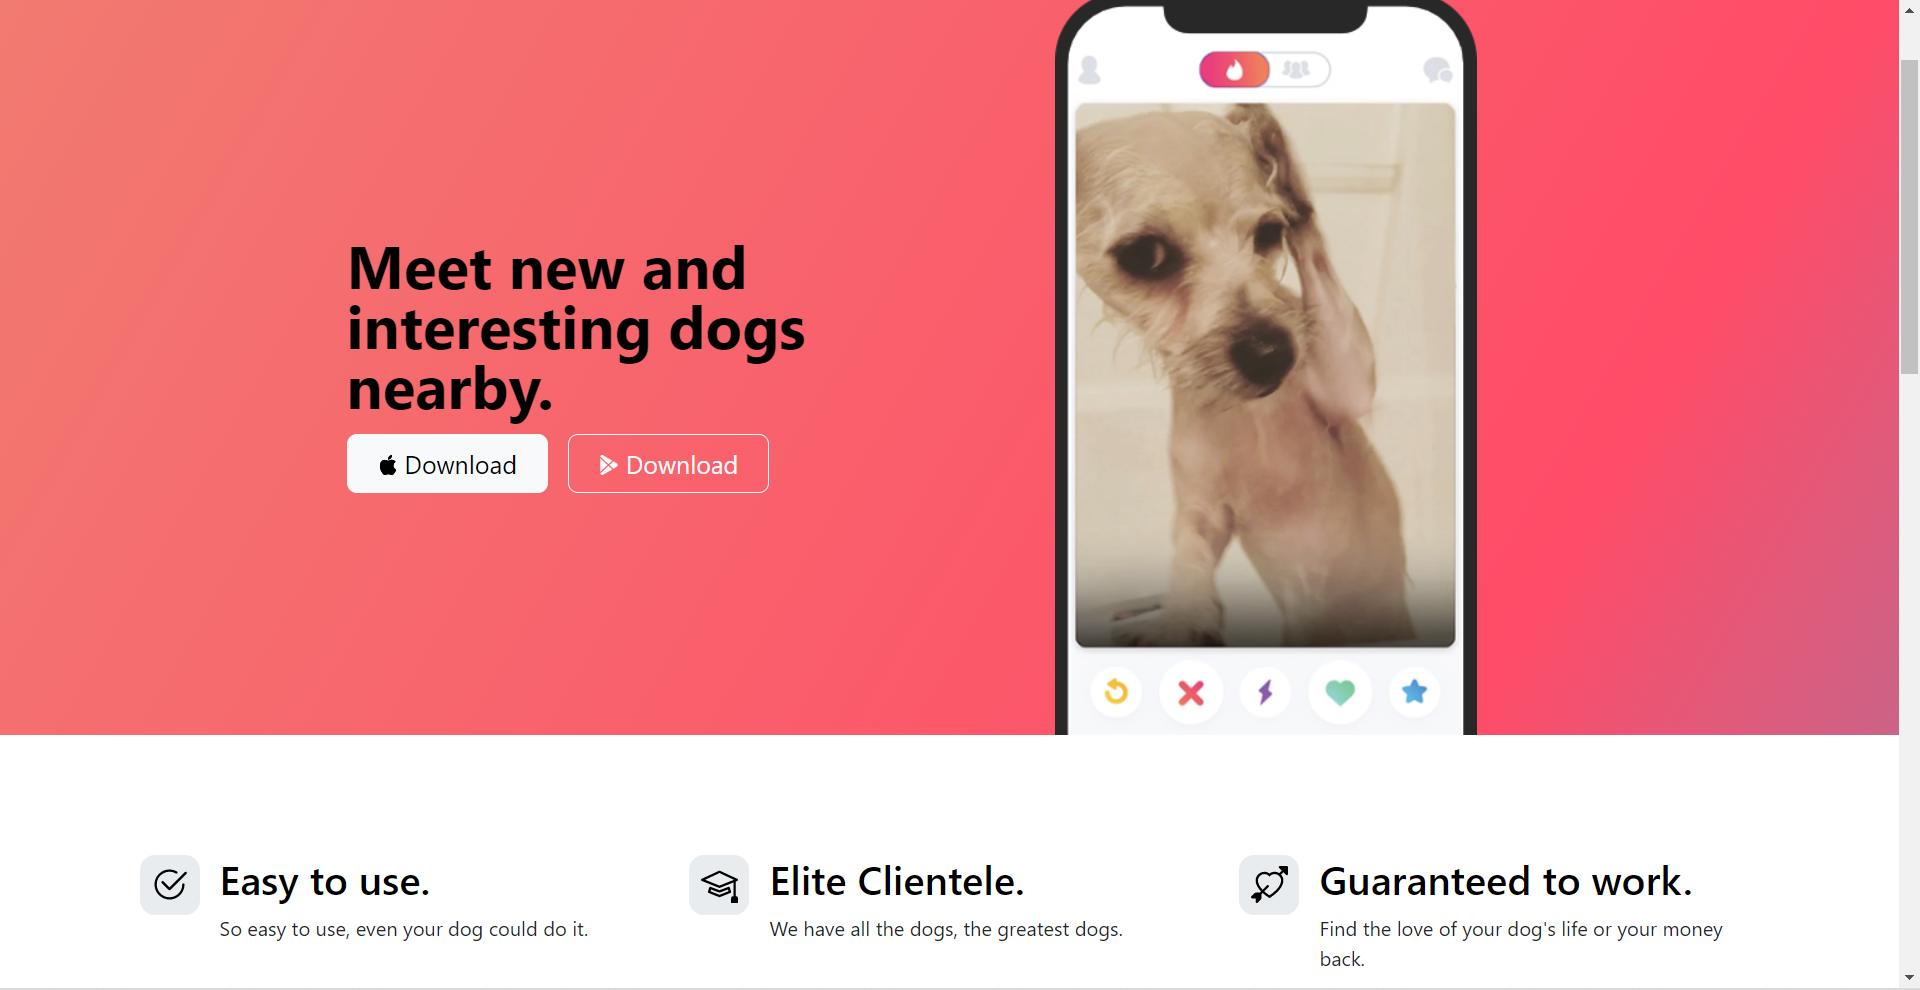 Meet new and
interesting dogs
nearby.
Download
Download
Easy to use.
So easy to use, even your dog could do it.
Elite Clientele.
We have all the dogs, the greatest dogs.
Guaranteed to work.
Find the love of your dog's life or your money
back.